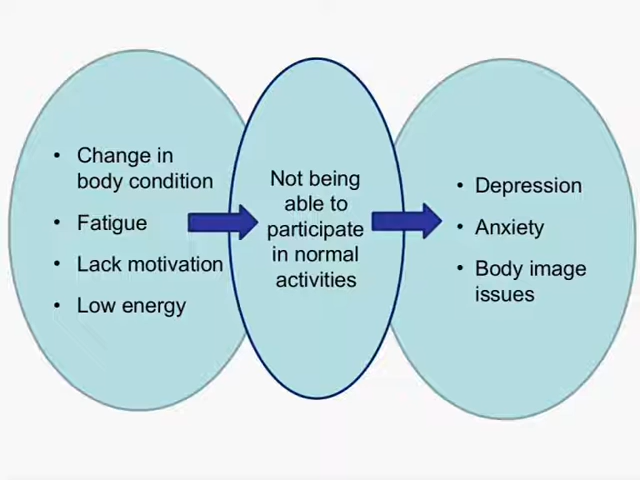 • Change in
body condition
• Fatigue
• Lack motivation
• Low energy
Not being
able to
participate
in normal
activities
• Depression
• Anxiety
• Body image
issues